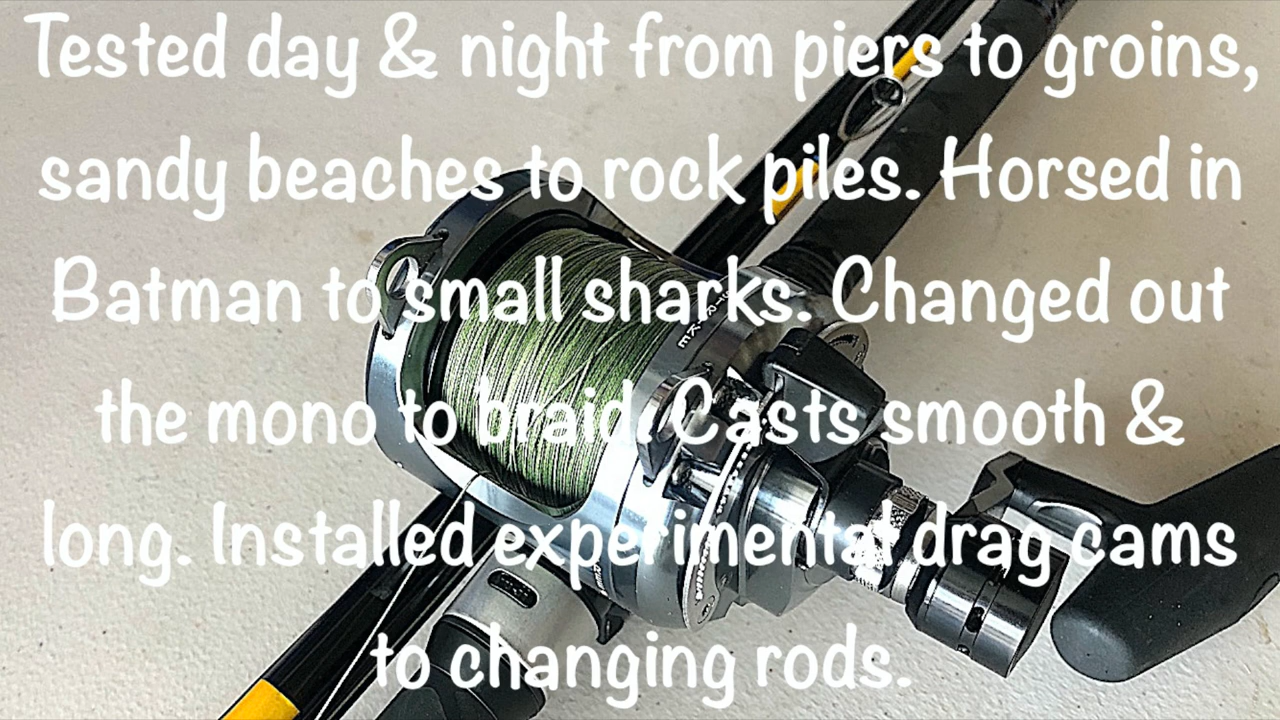 Tested day & night from piers to groins,
sandy beaches to rock piles. Horsed in
Batman to small sharks. Changed out
the mono to braid. Casts smooth &
long. Installed experimental drag cams
to changing rods.